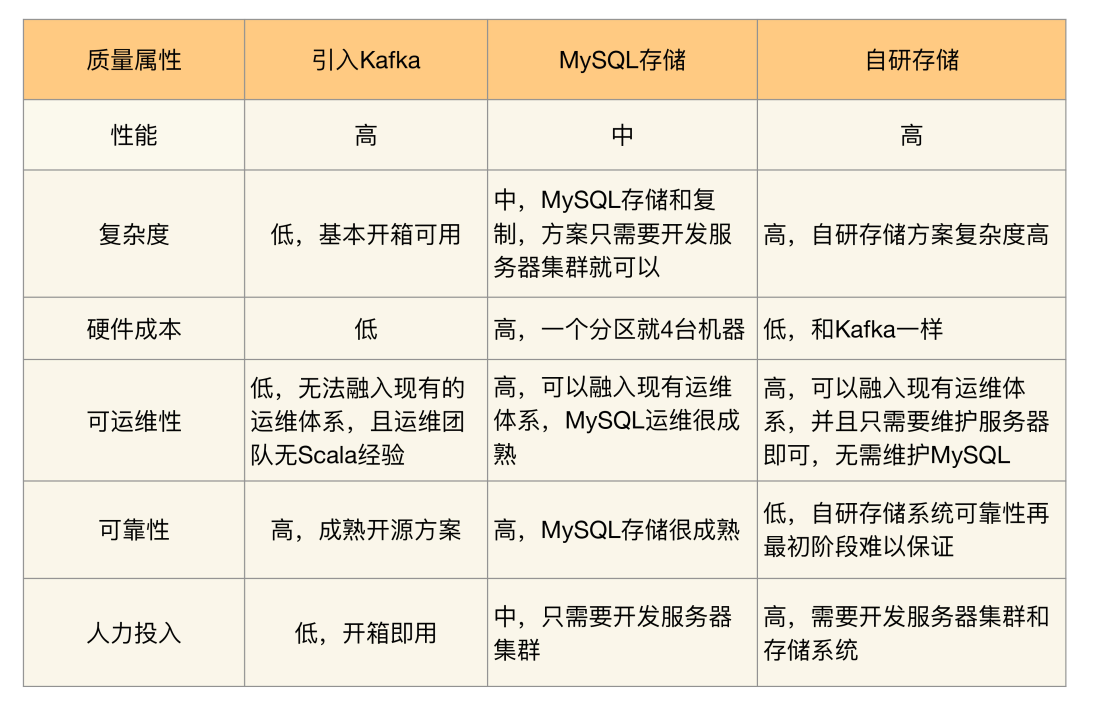 质量属性
引入Kafka
MySQL存储
自研存储
性能
高
中
高
复杂度
低，基本开箱可用
中，MySQL存储和复
制，方案只需要开发服
务器集群就可以
高，自研存储方案复杂度高
硬件成本
低
高，一个分区就4台机器
低，和Kafka一样
可运维性
低，无法融入现有的
运维体系，且运维团
队无Scala经验
高，可以融入现有运维
体系，MySQL运维很成
熟
高，可以融入现有运维体
系，并且只需要维护服务器
即可，无需维护MySQL
可靠性
高，成熟开源方案
高，MySQL存储很成熟
低，自研存储系统可靠性再
最初阶段难以保证
人力投入
低，开箱即用
中，只需要开发服务器
集群
高，需要开发服务器集群和
存储系统